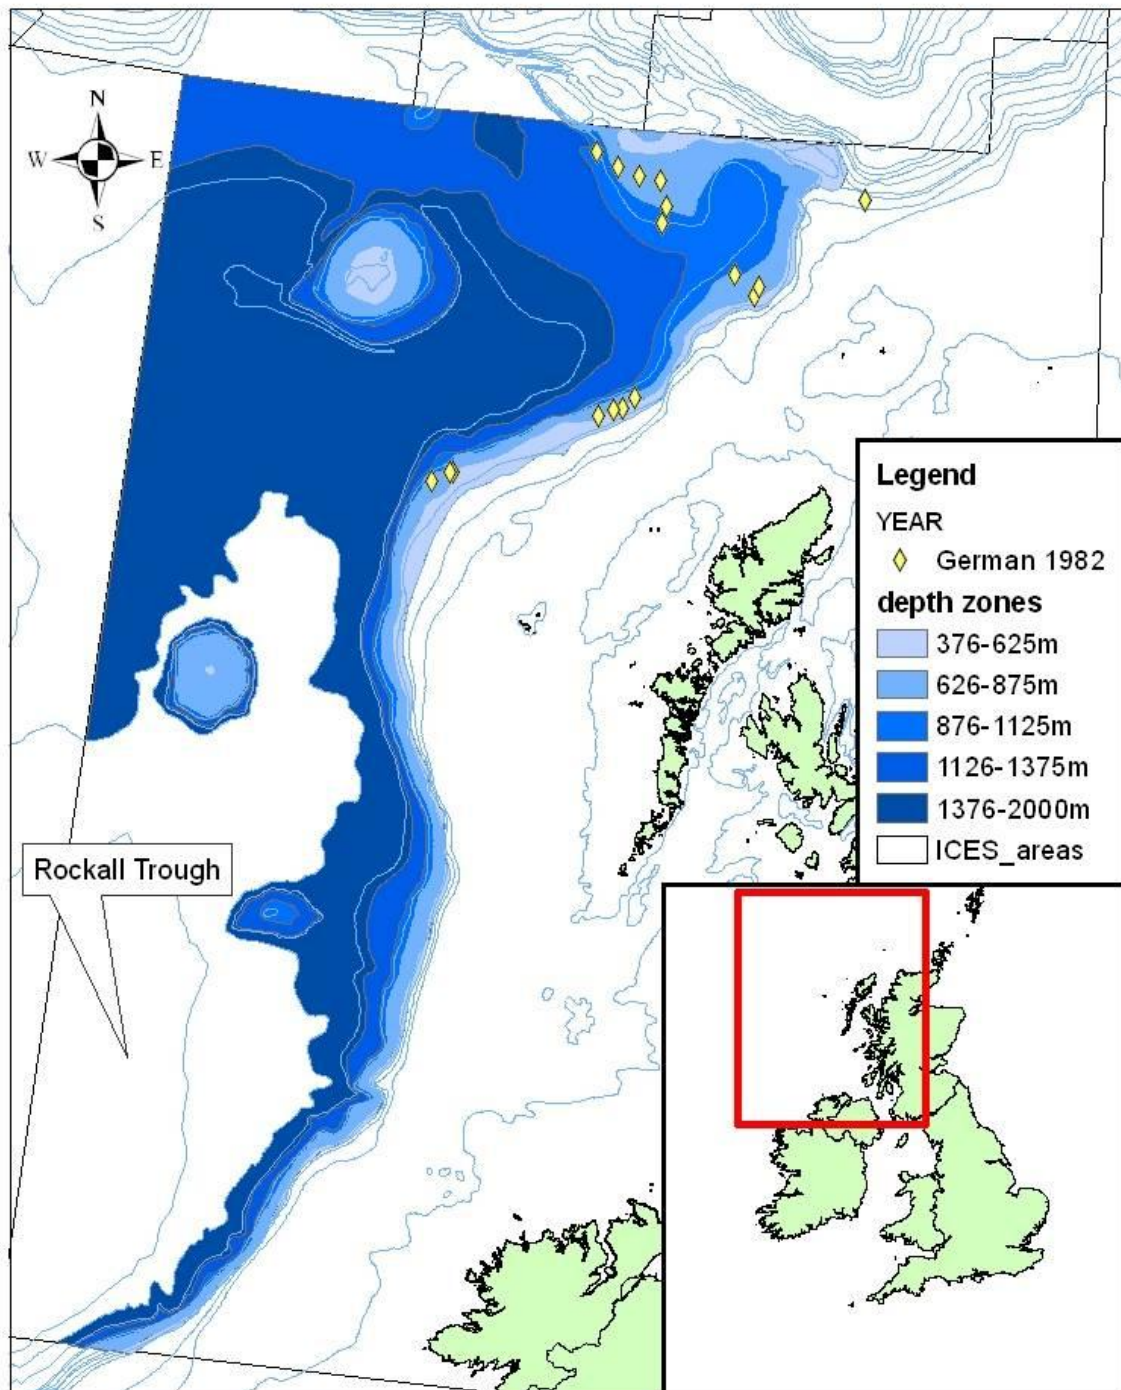 N
W E
S
Legend
YEAR
German 1982
depth zones
376-625m
626-875m
876-1125m
1126-1375m
1376-2000m
ICES_areas
Rockall Trough